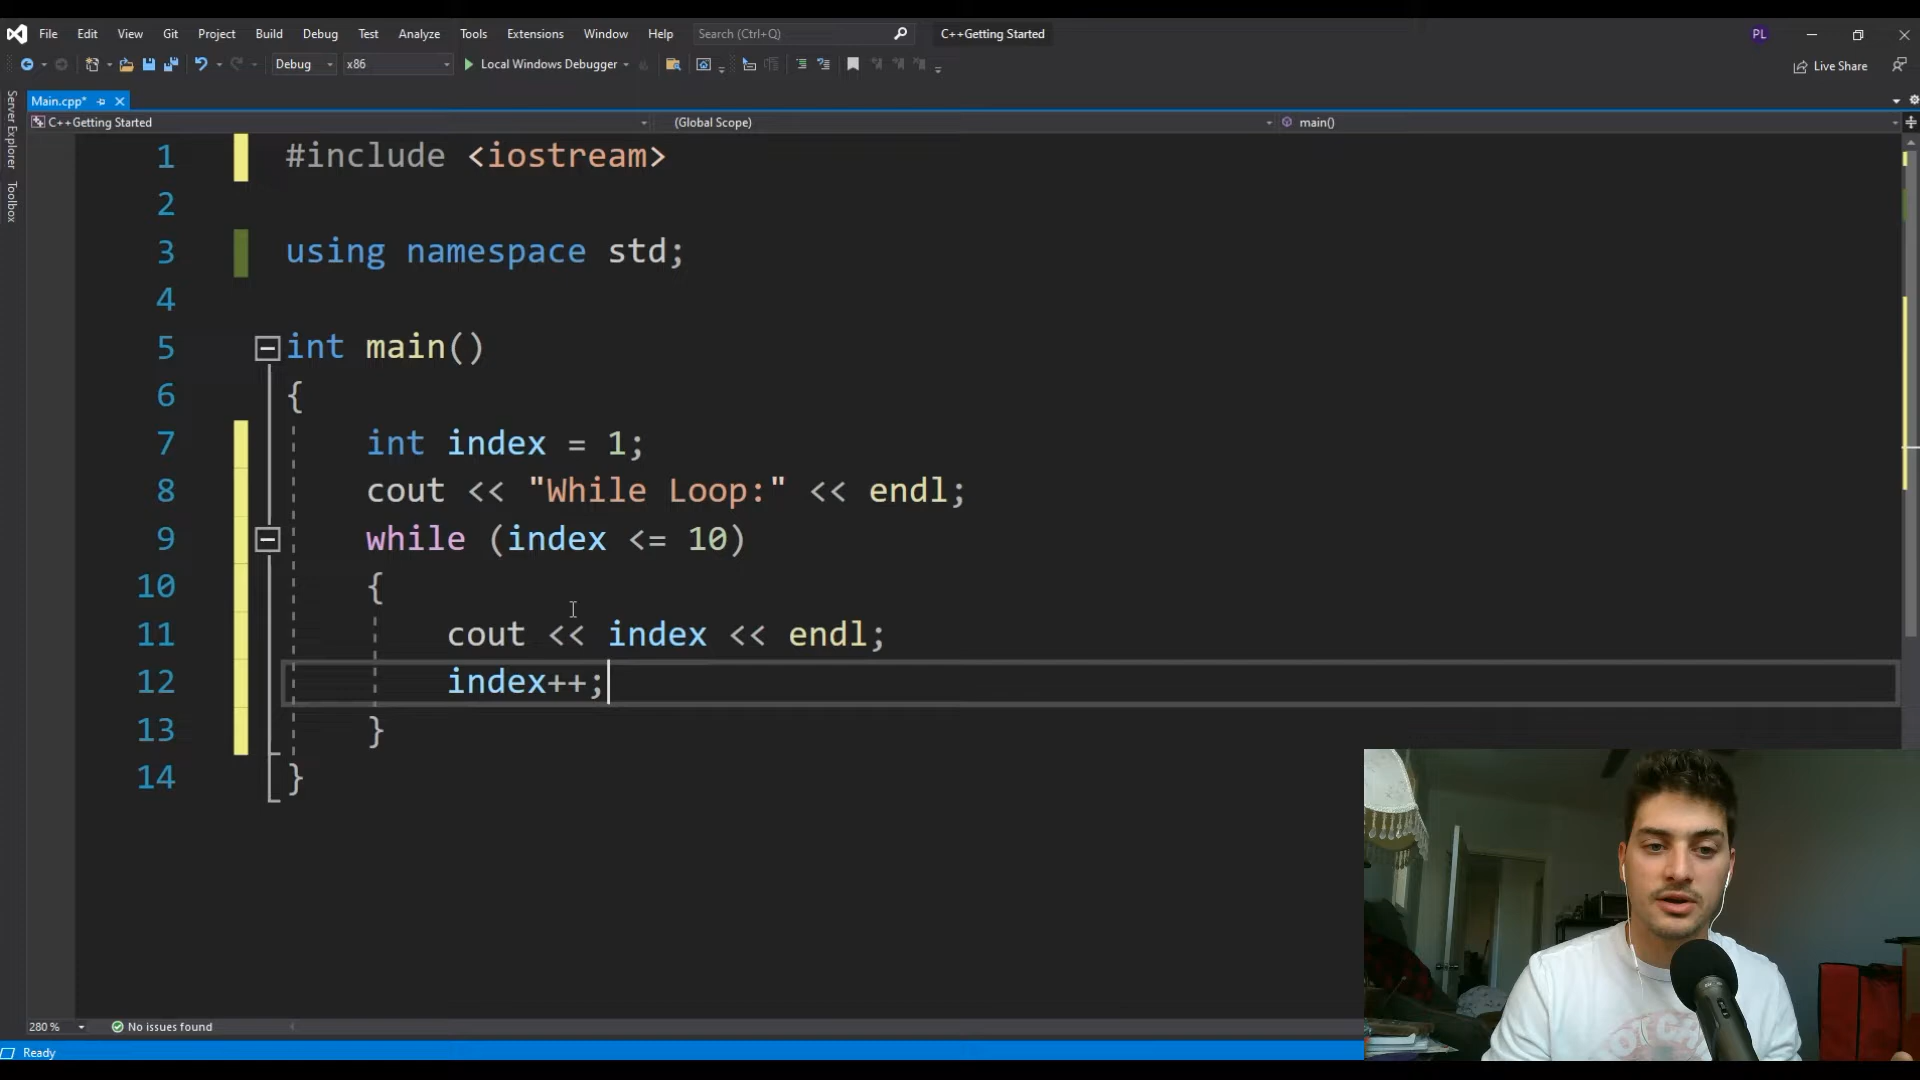 File Edit View Git Project Build Debug Test Analyze Tools Extensions Window Help Search (Ctrl+Q) C++Getting Started PL
Debug x86 Local Windows Debugger Live Share
Server Explorer
Toolbox
Main.cpp*
C++Getting Started (Global Scope) main()
1 #include <iostream>
2
3 using namespace std;
4
5 int main()
6 {
7 int index = 1;
8 cout << "While Loop:" << endl;
9 while (index <= 10)
10 {
11 cout << index << endl;
12 index++;
13 }
14 }
280 % No issues found
Ready